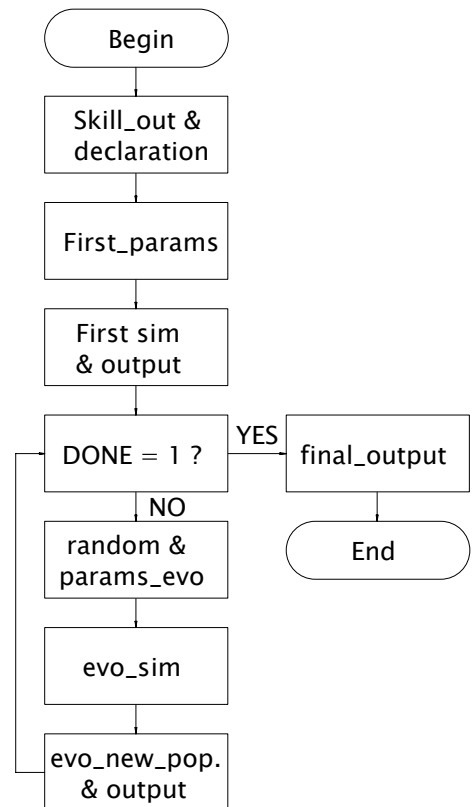 Begin
Skill_out &
declaration
First_params
First sim
& output
DONE = 1 ?
YES
final_output
End
NO
random &
params_evo
evo_sim
evo_new_pop.
& output